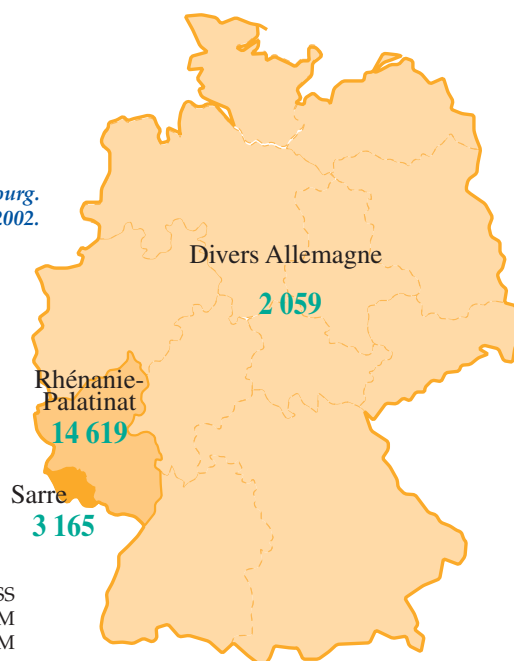 ourg.
2002.
Divers Allemagne
2 059
Rhénanie-
Palatinat
14 619
Sarre
3 165
SS
M
M